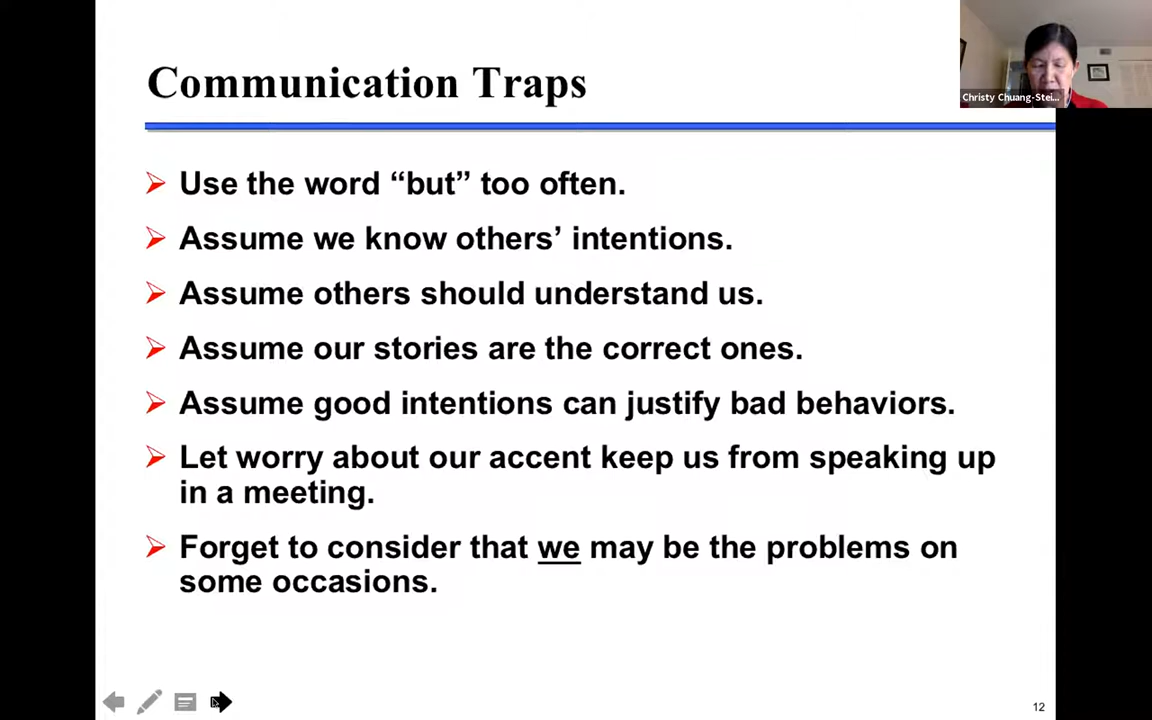 Communication Traps
Christy Chuang-Stei...
Use the word “but” too often.
Assume we know others’ intentions.
Assume others should understand us.
Assume our stories are the correct ones.
Assume good intentions can justify bad behaviors.
Let worry about our accent keep us from speaking up
in a meeting.
Forget to consider that we may be the problems on
some occasions.
12